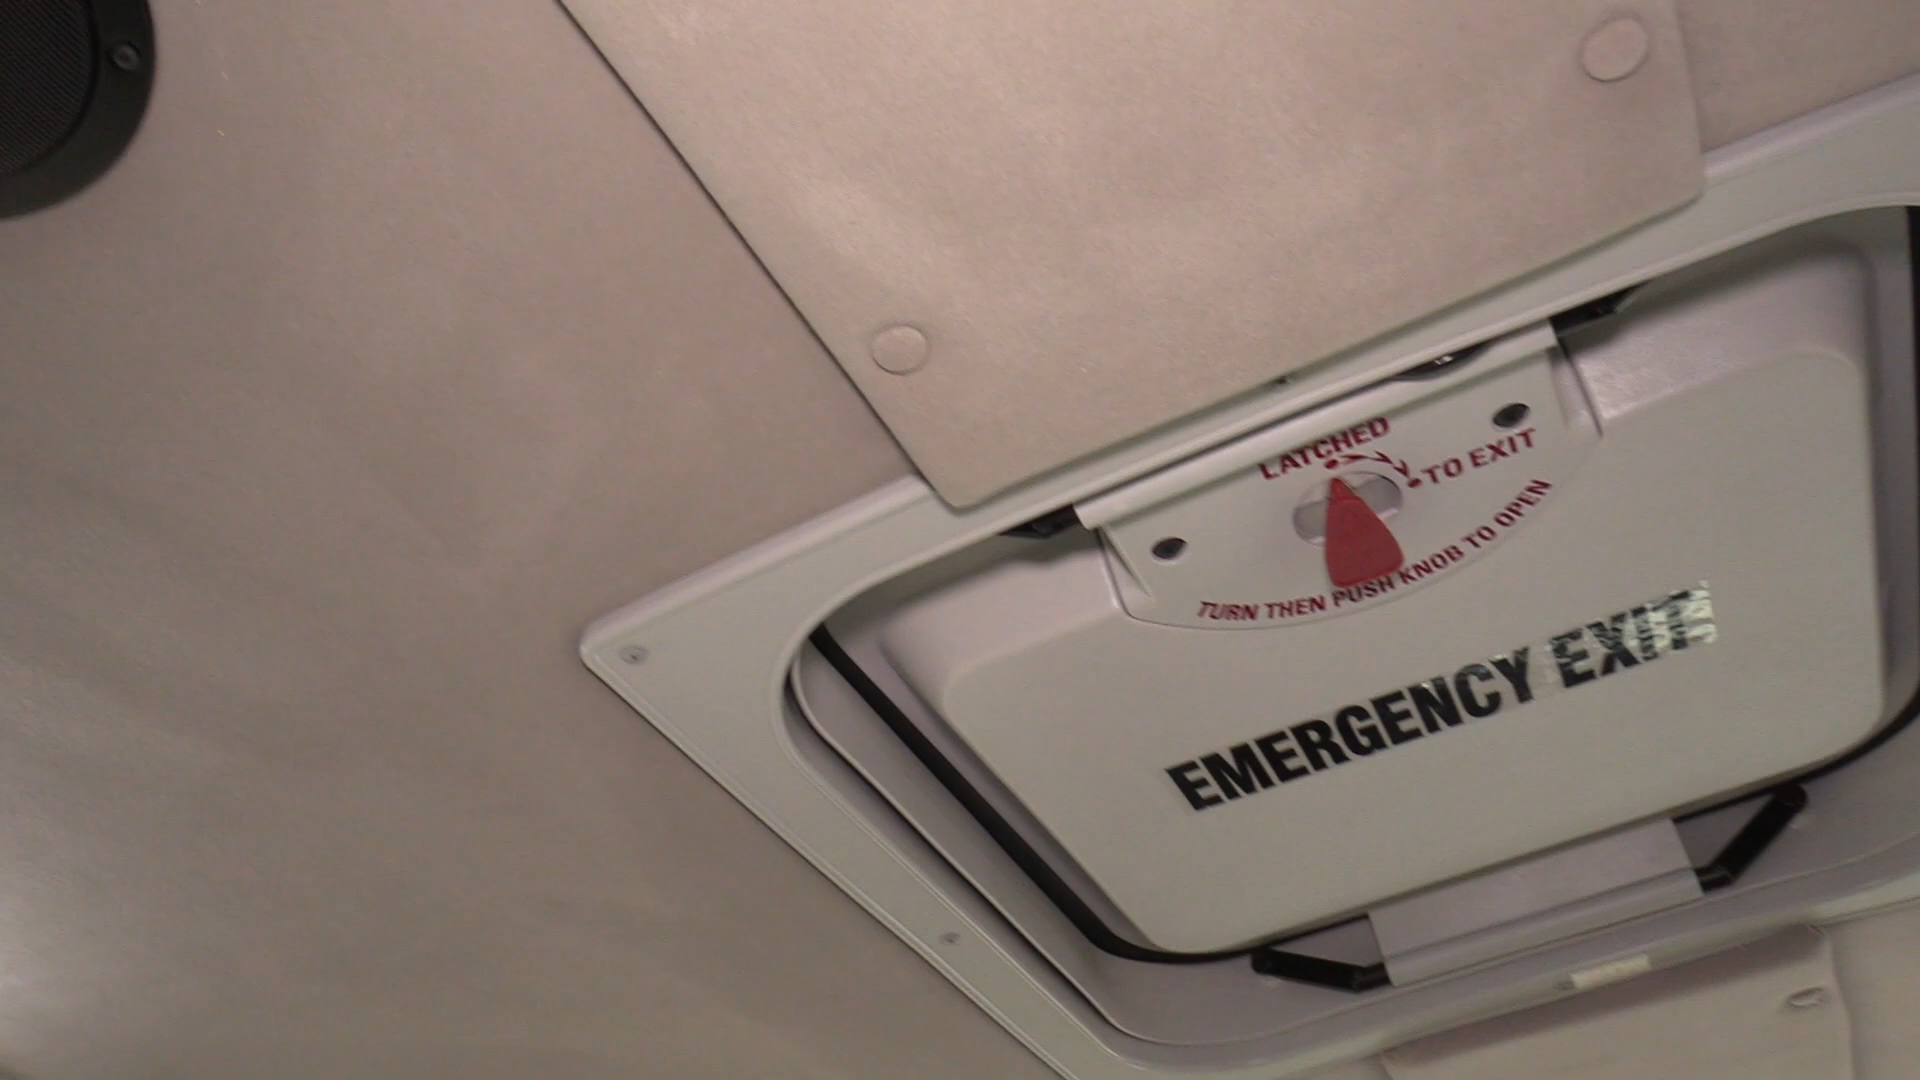 LATCHED
TO EXIT
TURN THEN PUSH KNOB TO OPEN
EMERGENCY EXIT